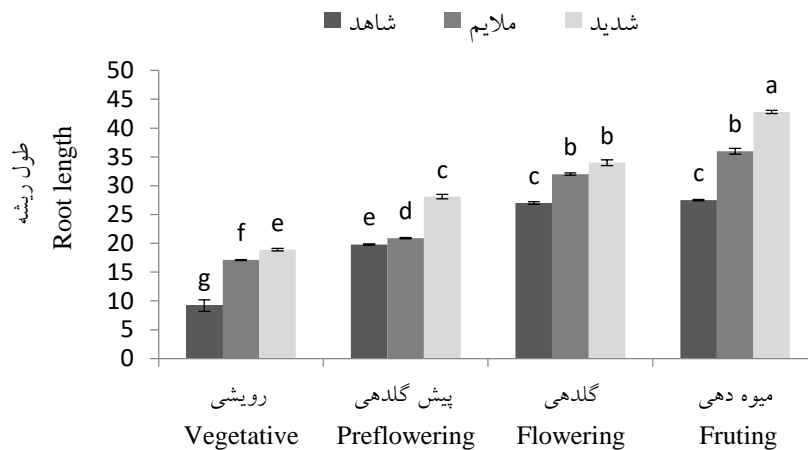 شاهد ملایم شدید
طول ریشه
Root length
50
45
40
35
30
25
20
15
10
5
0
g f e
e d c
c b b
c b a
رویشی پیش گلدهی گلدهی میوه دهی
Vegetative Preflowering Flowering Fruting